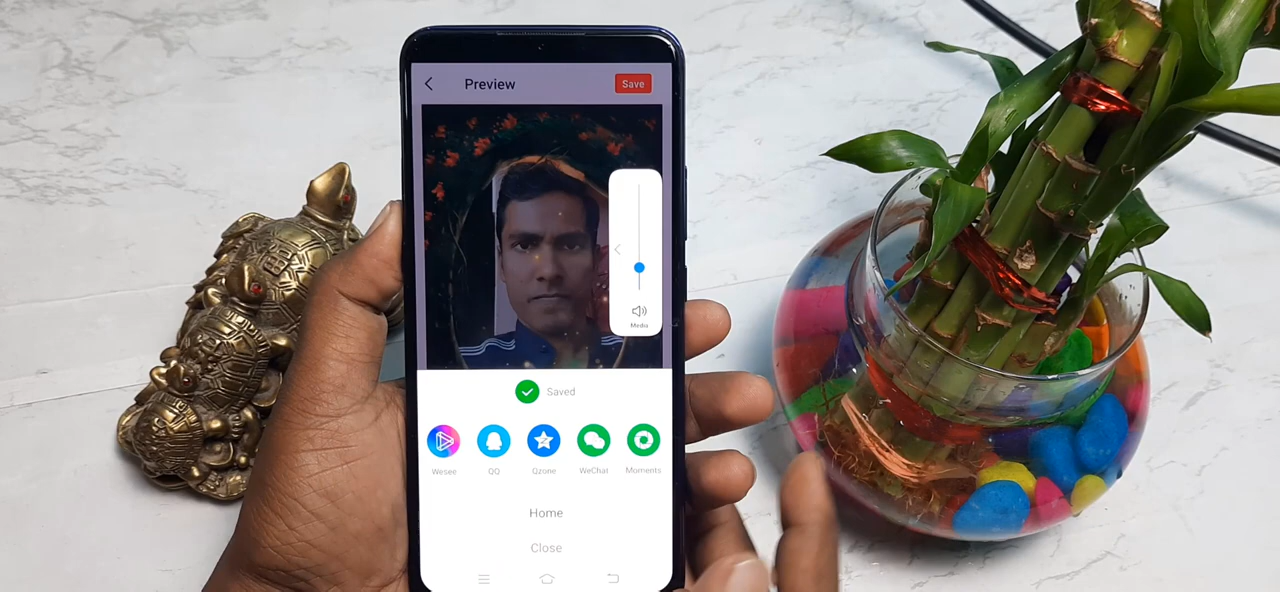 Preview
Save
Media
Saved
Wesee
QQ
Qzone
WeChat
Moments
Home
Close